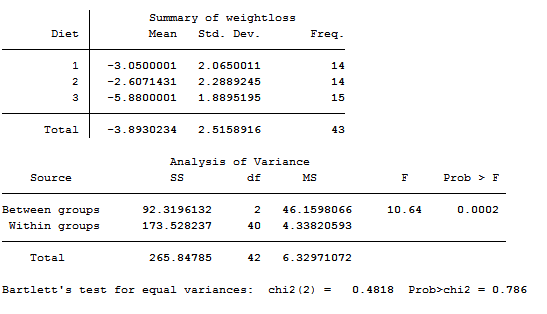 Summary of weightloss
Diet Mean Std. Dev. Freq.
1 -3.0500001 2.0650011 14
2 -2.6071431 2.2889245 14
3 -5.8800001 1.8895195 15
Total -3.8930234 2.5158916 43
Analysis of Variance
Source SS df MS F Prob > F
Between groups 92.3196132 2 46.1598066 10.64 0.0002
Within groups 173.528237 40 4.33820593
Total 265.84785 42 6.32971072
Bartlett's test for equal variances: chi2(2) = 0.4818 Prob>chi2 = 0.786